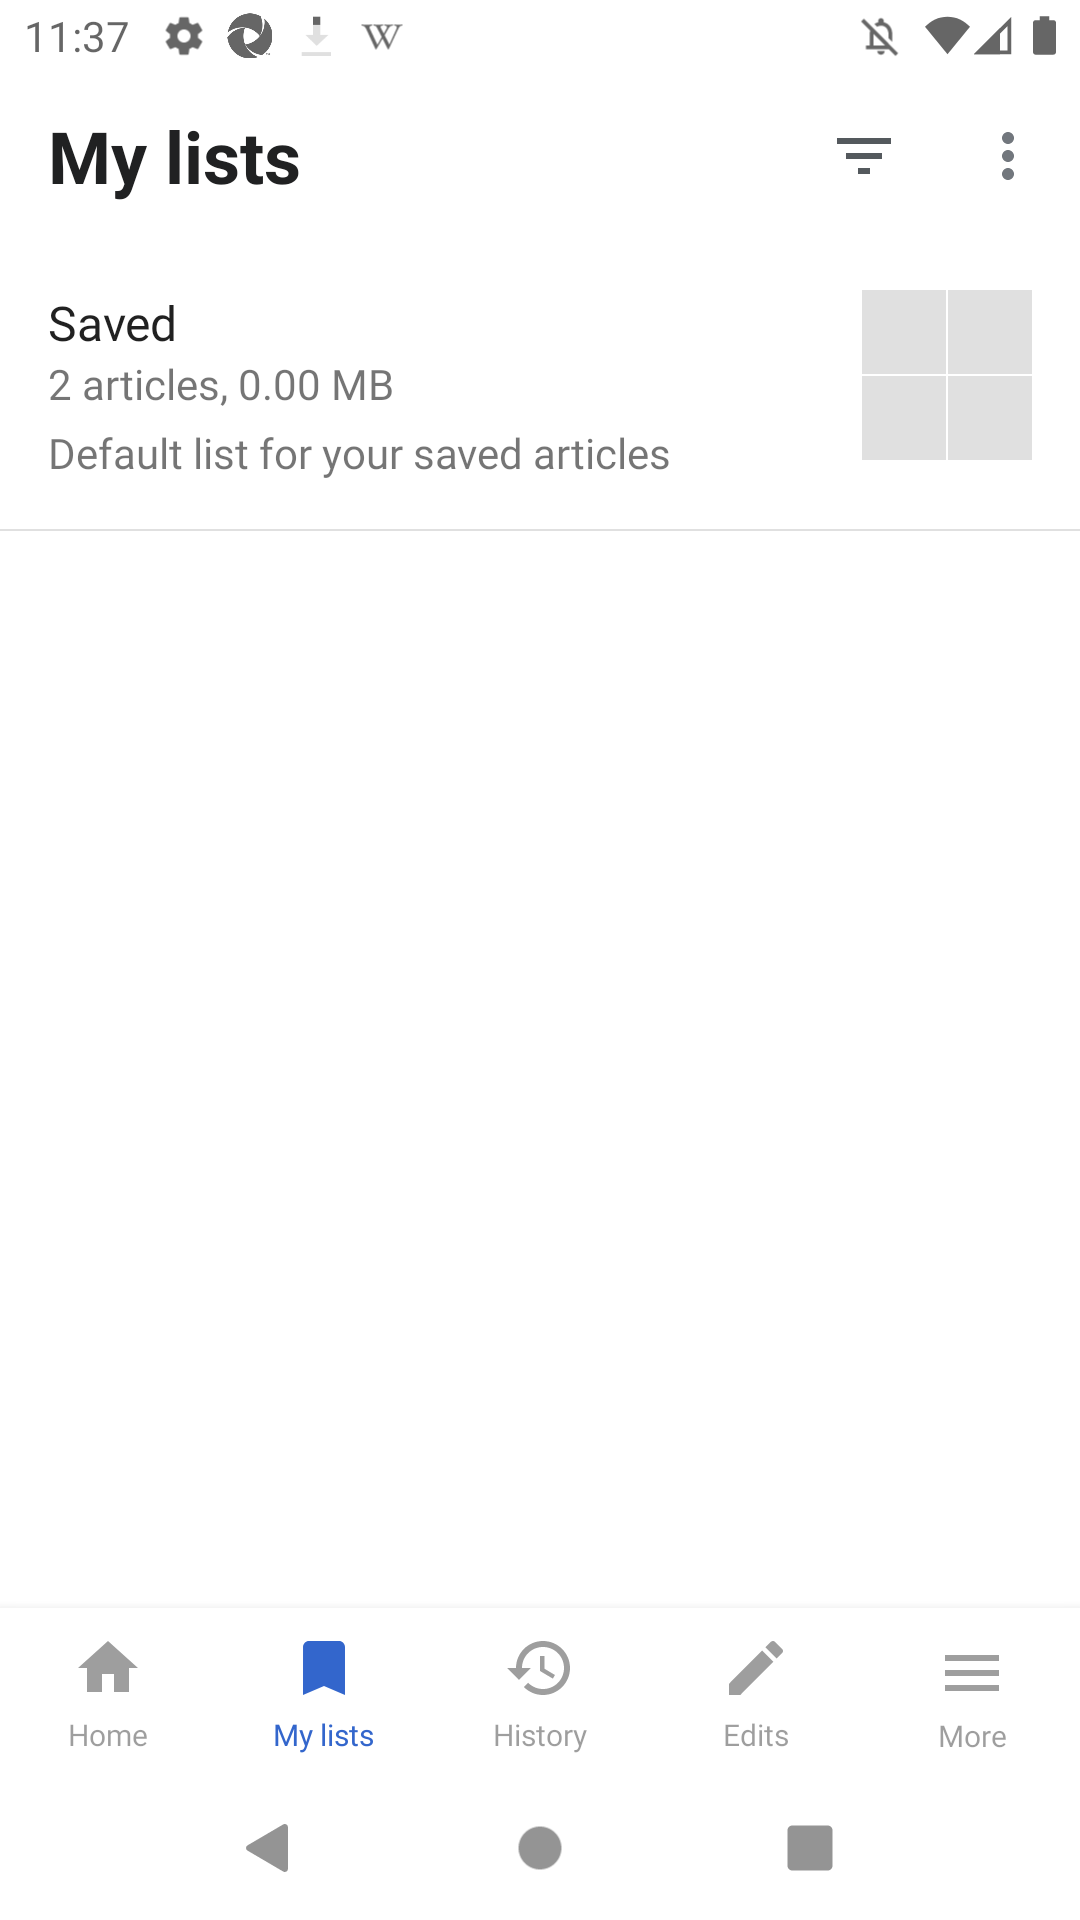 11:37 W
My lists
Saved
2 articles, 0.00 MB
Default list for your saved articles
Home
My lists
History
Edits
More